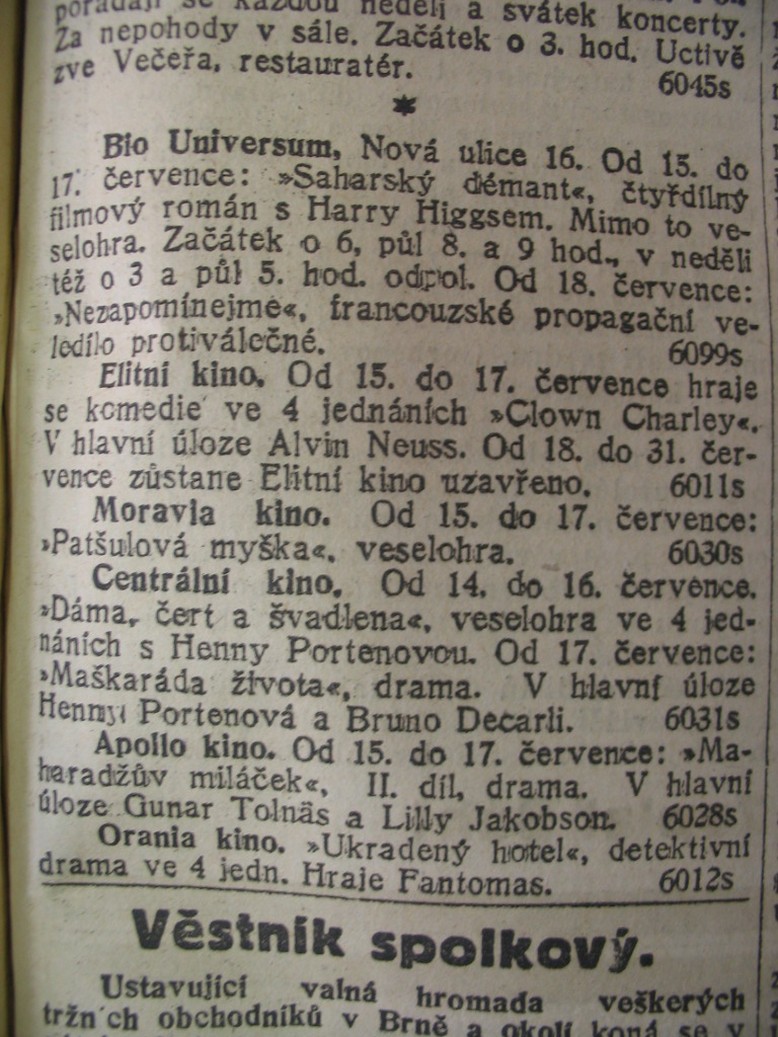 pořádají se každou neděli a svátek koncerty.
Za nepohody v sále. Začátek o 3. hod. Uctivě
zve Večeřa, restauratér. 6045s
*
Bio Universum, Nová ulice 16. Od 15. do
17. července: »Saharský démant«, čtyřdílný
filmový román s Harry Higgsem. Mimo to ve-
selohra. Začátek o 6, půl 8. a 9 hod., v neděli
též o 3 a půl 5. hod. odpol. Od 18. července:
»Nezapomínejme«, francouzské propagační ve-
ledílo protiválečné. 6099s
Elitní kino. Od 15. do 17. července hraje
se komedie ve 4 jednáních »Clown Charley«.
V hlavní úloze Alvin Neuss. Od 18. do 31. čer-
vence zůstane Elitní kino uzavřeno. 6011s
Moravia kino. Od 15. do 17. července:
»Patšulová myška«, veselohra. 6030s
Centrální kino. Od 14. do 16. července.
»Dáma, čert a švadlena«, veselohra ve 4 jed-
náních s Henny Portenovou. Od 17. července:
»Maškaráda života«, drama. V hlavní úloze
Henny Portenová a Bruno Decarli. 6031s
Apollo kino. Od 15. do 17. července: »Ma-
haradžův miláček«, II. díl, drama. V hlavní
úloze Gunar Tolnäs a Lilly Jakobson. 6028s
Orania kino. »Ukradený hotel«, detektivní
drama ve 4 jedn. Hraje Fantomas. 6012s
Věstník spolkový.
Ustavující valná hromada veškerých
tržních obchodníků v Brně a okolí koná se v